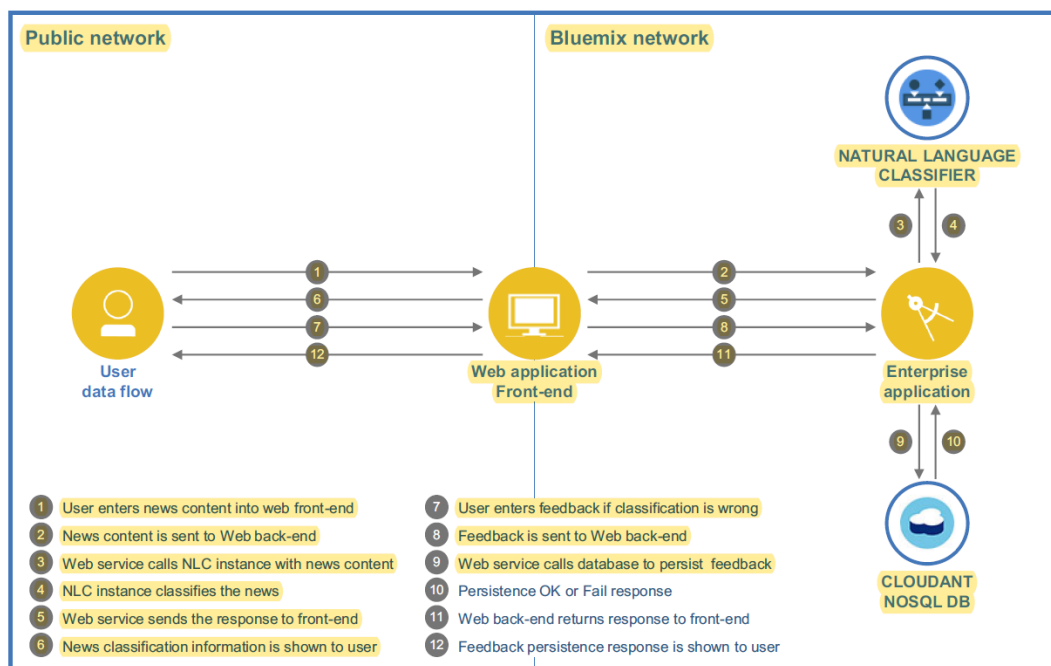 Public network
Bluemix network
NATURAL LANGUAGE
CLASSIFIER
3
4
1
6
7
12
2
5
8
11
User
data flow
Web application
Front-end
Enterprise
application
9
10
CLOUDANT
NOSQL DB
1 User enters news content into web front-end
2 News content is sent to Web back-end
3 Web service calls NLC instance with news content
4 NLC instance classifies the news
5 Web service sends the response to front-end
6 News classification information is shown to user
7 User enters feedback if classification is wrong
8 Feedback is sent to Web back-end
9 Web service calls database to persist feedback
10 Persistence OK or Fail response
11 Web back-end returns response to front-end
12 Feedback persistence response is shown to user